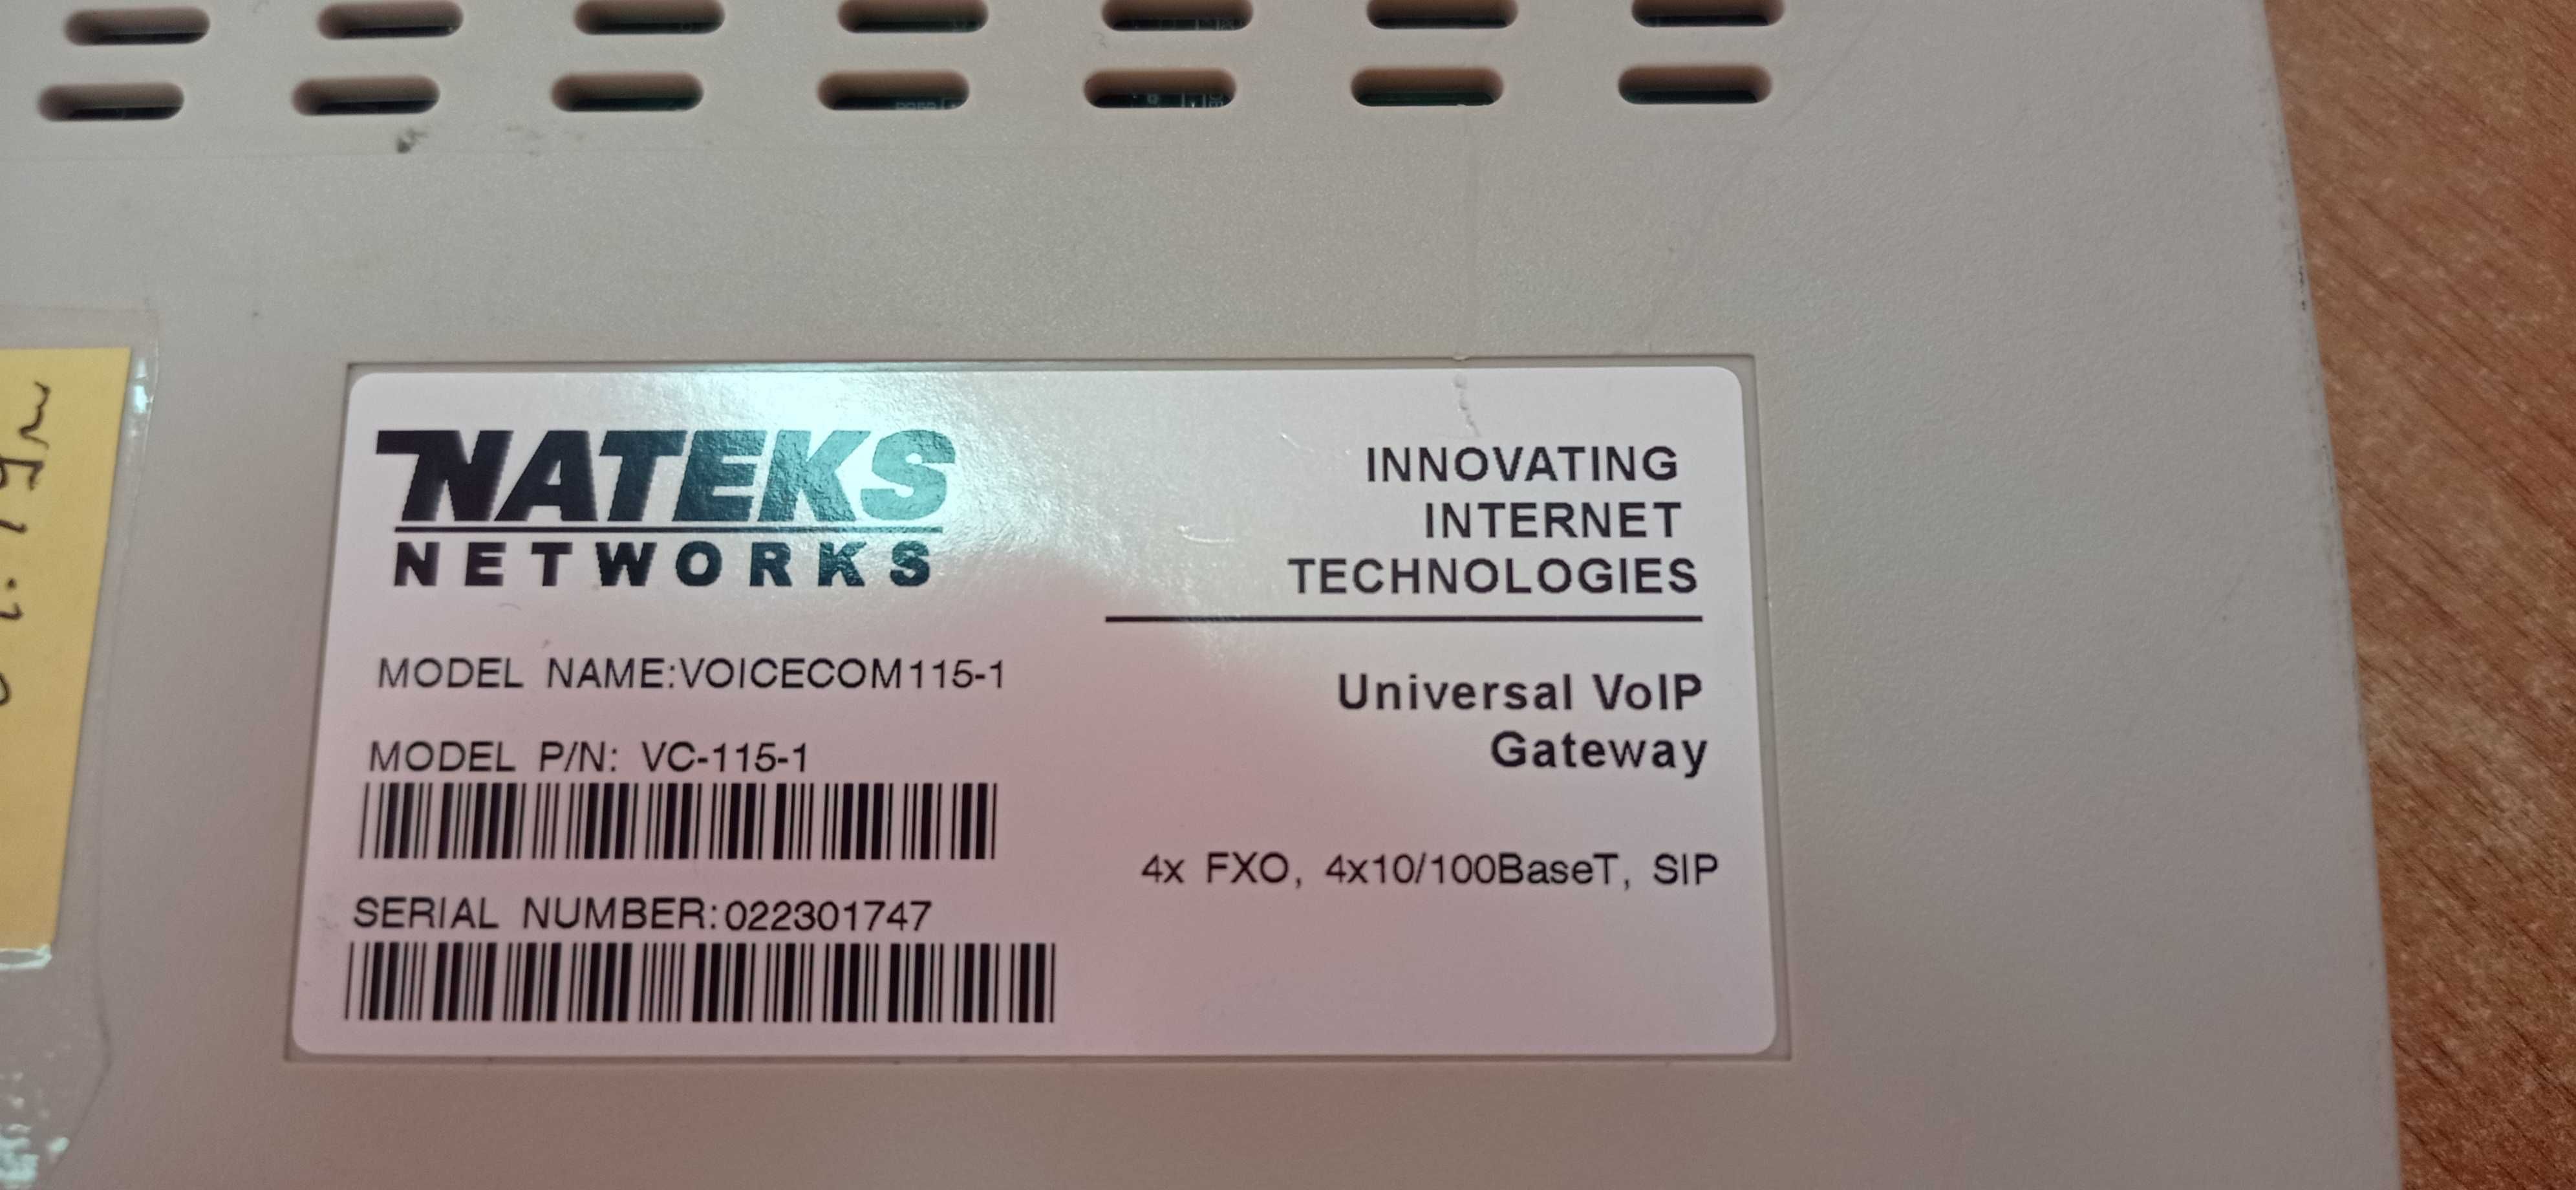 NATEKS
NETWORKS
INNOVATING
INTERNET
TECHNOLOGIES
MODEL NAME:VOICECOM115-1
Universal VoIP
Gateway
MODEL P/N: VC-115-1
4x FXO, 4x10/100BaseT, SIP
SERIAL NUMBER:022301747